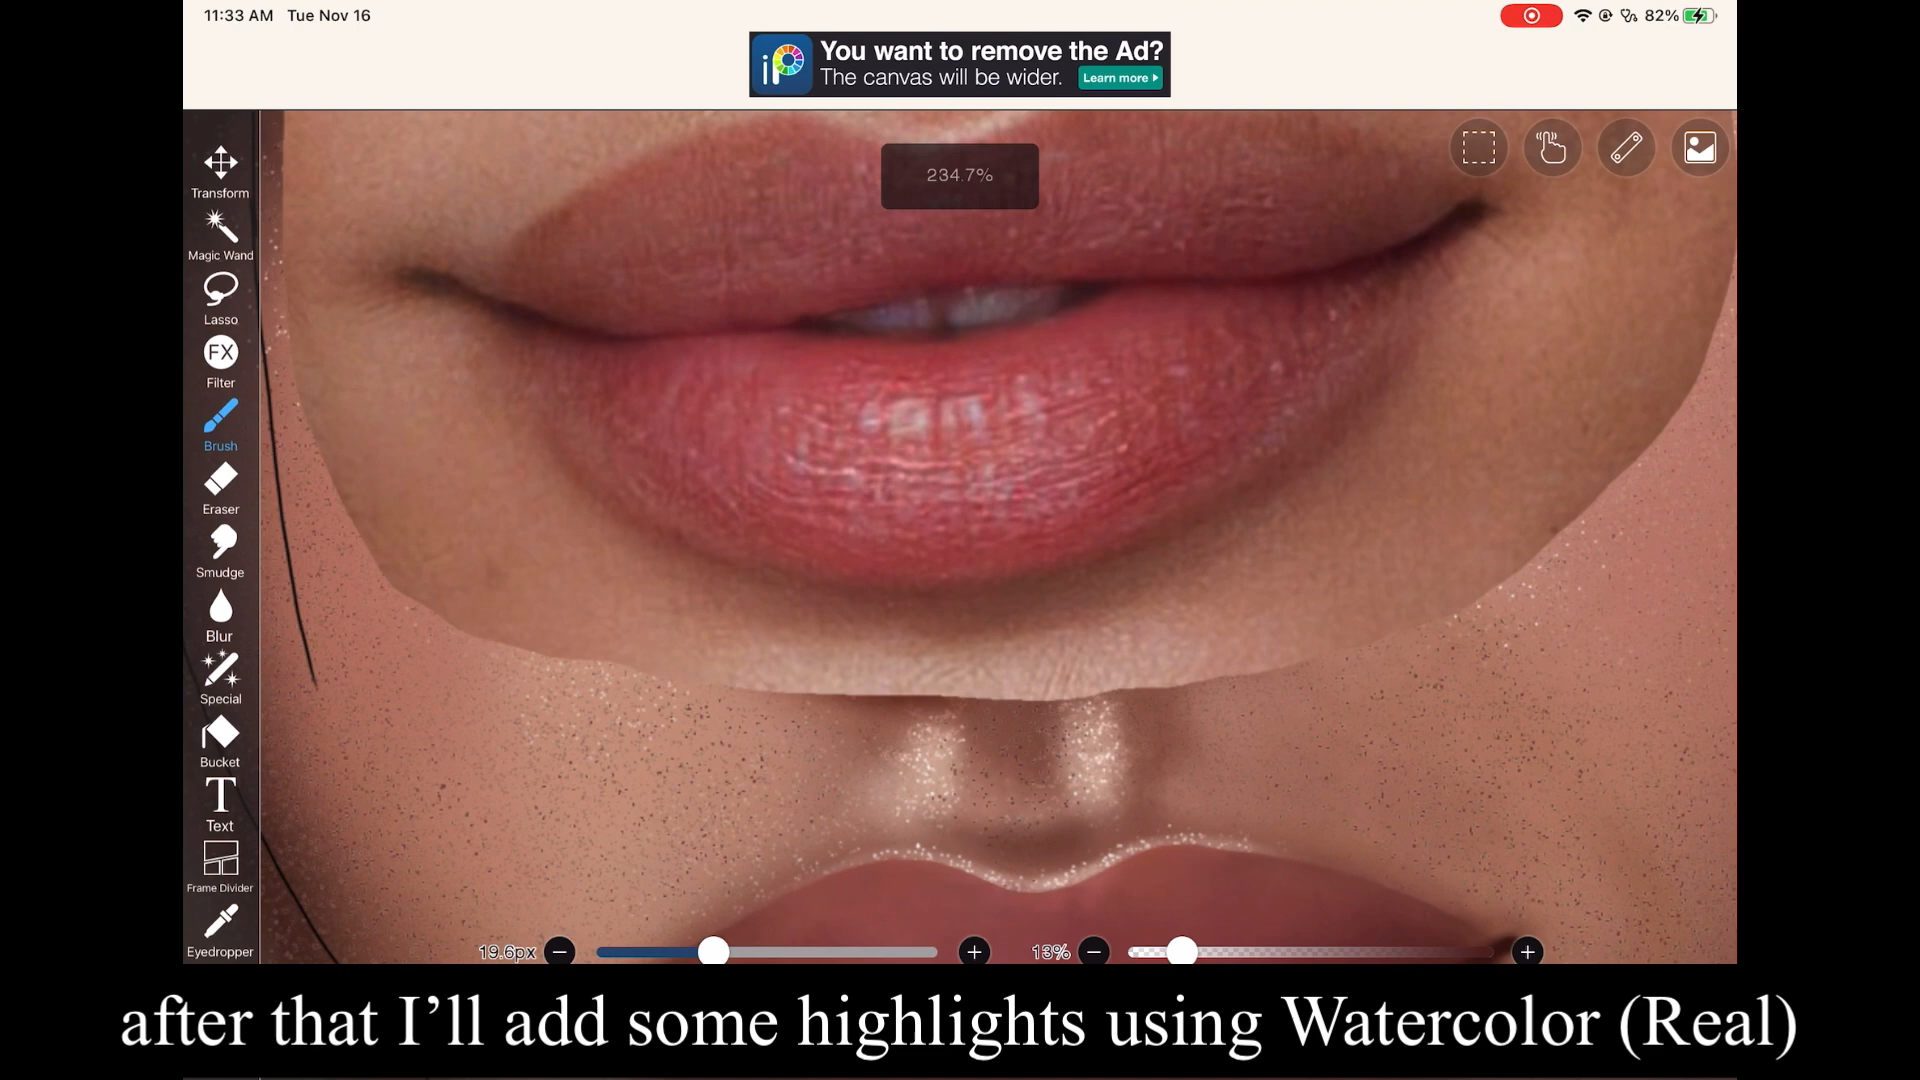 11:33 AM Tue Nov 16
82%
iP
You want to remove the Ad?
The canvas will be wider. Learn more
234.7%
Transform
Magic Wand
Lasso
FX
Filter
Brush
Eraser
Smudge
Blur
Special
Bucket
T
Text
Frame Divider
Eyedropper
19.6px
13%
after that I’ll add some highlights using Watercolor (Real)